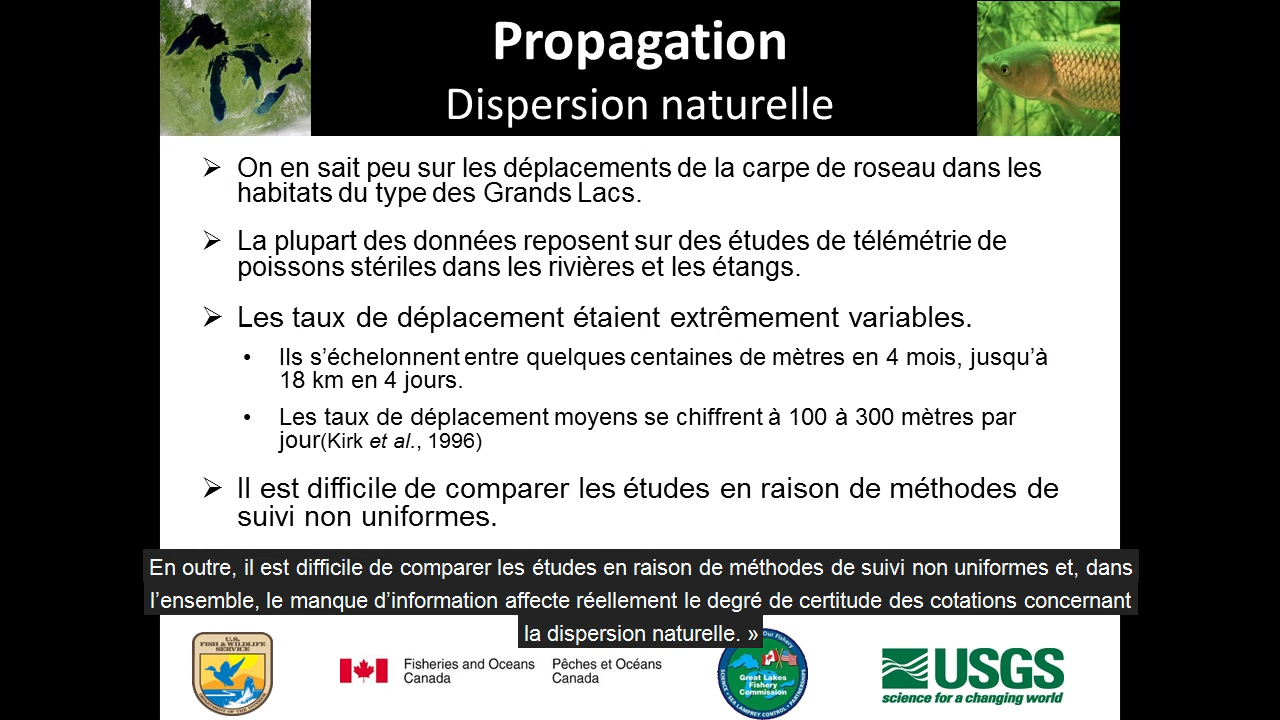 Propagation
Dispersion naturelle
On en sait peu sur les déplacements de la carpe de roseau dans les
habitats du type des Grands Lacs.
La plupart des données reposent sur des études de télémétrie de
poissons stériles dans les rivières et les étangs.
Les taux de déplacement étaient extrêmement variables.
Ils s'échelonnent entre quelques centaines de mètres en 4 mois, jusqu'à
18 km en 4 jours.
Les taux de déplacement moyens se chiffrent à 100 à 300 mètres par
jour(Kirk et al., 1996)
Il est difficile de comparer les études en raison de méthodes de
suivi non uniformes.
En outre, il est difficile de comparer les études en raison de méthodes de suivi non uniformes et, dans
l'ensemble, le manque d'information affecte réellement le degré de certitude des cotations concernant
la dispersion naturelle. »
U.S.
FISH & WILDLIFE
SERVICE
Fisheries and Oceans
Canada
Pêches et Océans
Canada
Our Fishery
Great Lakes
Fishery
Commission
SCIENCE • SEA LAMPREY CONTROL • PARTNERSHIPS
USGS
science for a changing world